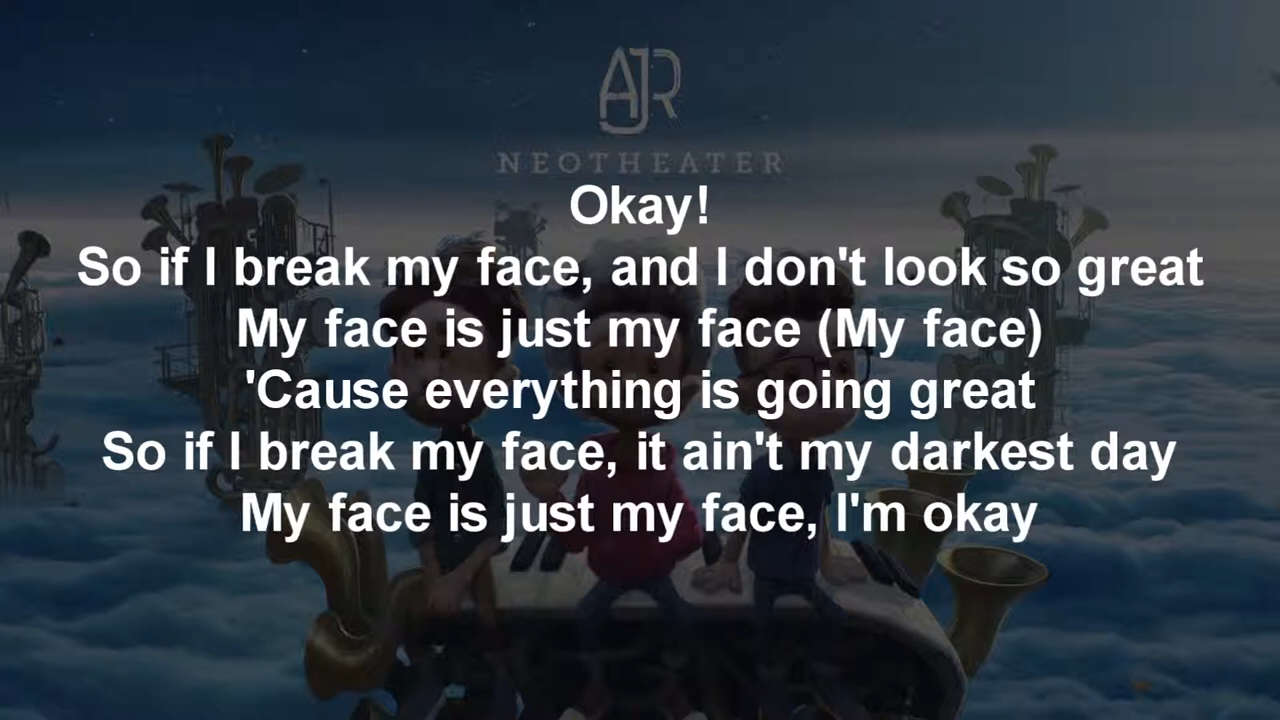 AJR
NEOTHEATER
Okay!
So if I break my face, and I don't look so great
My face is just my face (My face)
'Cause everything is going great
So if I break my face, it ain't my darkest day
My face is just my face, I'm okay